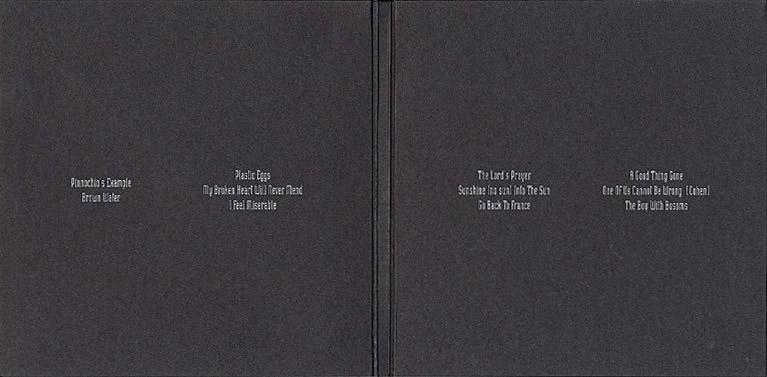 Pinnochio's Example
Brown Water
Plastic Eggs
My Broken Heart Will Never Mend
I Feel Miserable
The Lord's Prayer
Sunshine (no sun) Into The Sun
Go Back To France
A Good Thing Gone
One Of Us Cannot Be Wrong (Cohen)
The Boy With Bosoms